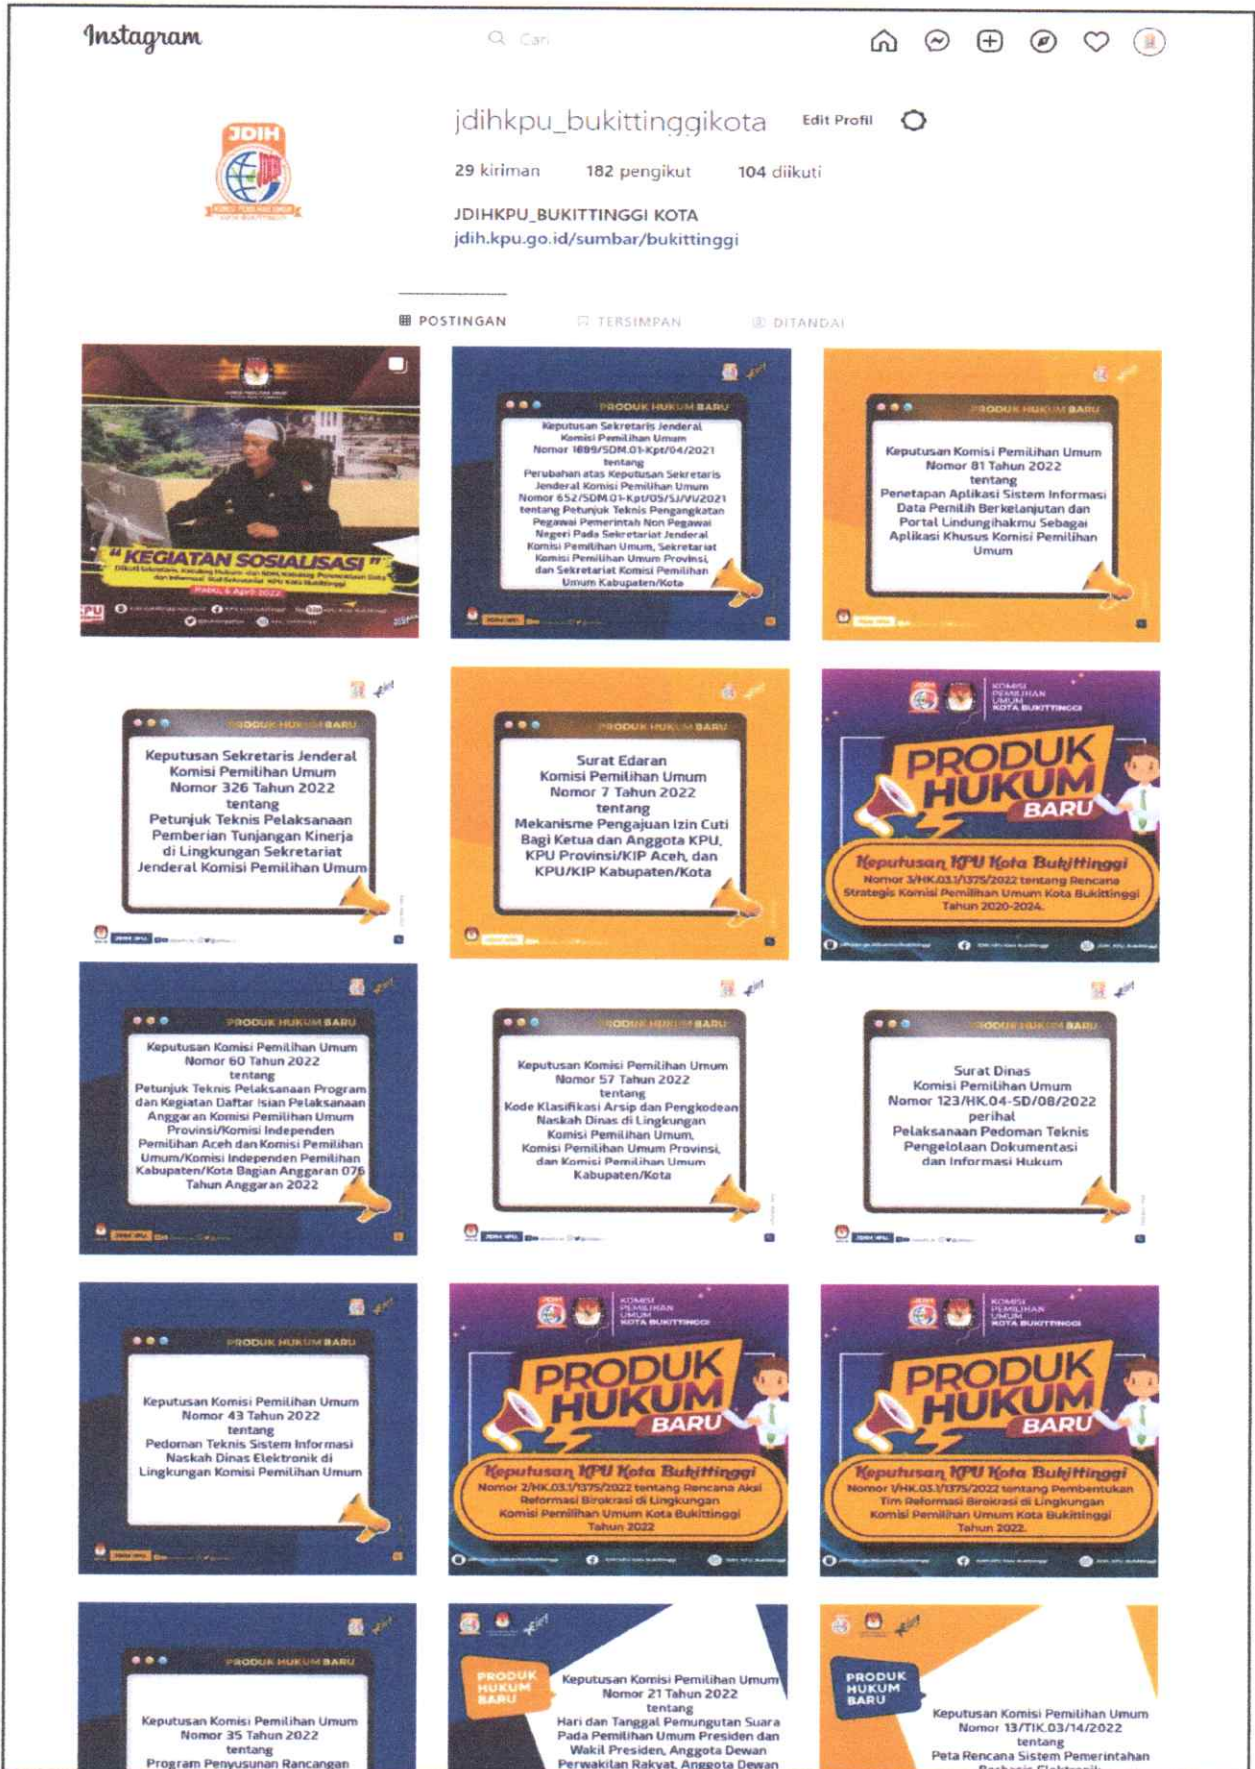 Instagram
Cari
jdihkpu_bukittinggikota Edit Profil
29 kiriman 182 pengikut 104 diikuti
JDIHKPU_BUKITTINGGI KOTA
jdih.kpu.go.id/sumbar/bukittinggi
JDIH
POSTINGAN TERSIMPAN DITANDAI
" KEGIATAN SOSIALISASI "
Rabu, 6 April 2022
PRODUK HUKUM BARU
Keputusan Sekretaris Jenderal
Komisi Pemilihan Umum
Nomor 1689/SDM.01-Kpt/04/2021
tentang
Perubahan atas Keputusan Sekretaris
Jenderal Komisi Pemilihan Umum
Nomor 652/SDM.01-Kpt/05/SJ/VI/2021
tentang Petunjuk Teknis Pengangkatan
Pegawai Pemerintah Non Pegawai
Negeri Pada Sekretariat Jenderal
Komisi Pemilihan Umum, Sekretariat
Komisi Pemilihan Umum Provinsi,
dan Sekretariat Komisi Pemilihan
Umum Kabupaten/Kota
PRODUK HUKUM BARU
Keputusan Komisi Pemilihan Umum
Nomor 81 Tahun 2022
tentang
Penetapan Aplikasi Sistem Informasi
Data Pemilih Berkelanjutan dan
Portal Lindungihakmu Sebagai
Aplikasi Khusus Komisi Pemilihan
Umum
PRODUK HUKUM BARU
Keputusan Sekretaris Jenderal
Komisi Pemilihan Umum
Nomor 326 Tahun 2022
tentang
Petunjuk Teknis Pelaksanaan
Pemberian Tunjangan Kinerja
di Lingkungan Sekretariat
Jenderal Komisi Pemilihan Umum
PRODUK HUKUM BARU
Surat Edaran
Komisi Pemilihan Umum
Nomor 7 Tahun 2022
tentang
Mekanisme Pengajuan Izin Cuti
Bagi Ketua dan Anggota KPU,
KPU Provinsi/KIP Aceh, dan
KPU/KIP Kabupaten/Kota
KOMISI
PEMILIHAN
UMUM
KOTA BUKITTINGGI
PRODUK
HUKUM
BARU
Keputusan KPU Kota Bukittinggi
Nomor 3/HK.03.1/1375/2022 tentang Rencana
Strategis Komisi Pemilihan Umum Kota Bukittinggi
Tahun 2020-2024.
PRODUK HUKUM BARU
Keputusan Komisi Pemilihan Umum
Nomor 60 Tahun 2022
tentang
Petunjuk Teknis Pelaksanaan Program
dan Kegiatan Daftar Isian Pelaksanaan
Anggaran Komisi Pemilihan Umum
Provinsi/Komisi Independen
Pemilihan Aceh dan Komisi Pemilihan
Umum/Komisi Independen Pemilihan
Kabupaten/Kota Bagian Anggaran 076
Tahun Anggaran 2022
PRODUK HUKUM BARU
Keputusan Komisi Pemilihan Umum
Nomor 57 Tahun 2022
tentang
Kode Klasifikasi Arsip dan Pengkodean
Naskah Dinas di Lingkungan
Komisi Pemilihan Umum,
Komisi Pemilihan Umum Provinsi,
dan Komisi Pemilihan Umum
Kabupaten/Kota
PRODUK HUKUM BARU
Surat Dinas
Komisi Pemilihan Umum
Nomor 123/HK.04-SD/08/2022
perihal
Pelaksanaan Pedoman Teknis
Pengelolaan Dokumentasi
dan Informasi Hukum
PRODUK HUKUM BARU
Keputusan Komisi Pemilihan Umum
Nomor 43 Tahun 2022
tentang
Pedoman Teknis Sistem Informasi
Naskah Dinas Elektronik di
Lingkungan Komisi Pemilihan Umum
KOMISI
PEMILIHAN
UMUM
KOTA BUKITTINGGI
PRODUK
HUKUM
BARU
Keputusan KPU Kota Bukittinggi
Nomor 2/HK.03.1/1375/2022 tentang Rencana Aksi
Reformasi Birokrasi di Lingkungan
Komisi Pemilihan Umum Kota Bukittinggi
Tahun 2022
KOMISI
PEMILIHAN
UMUM
KOTA BUKITTINGGI
PRODUK
HUKUM
BARU
Keputusan KPU Kota Bukittinggi
Nomor 1/HK.03.1/1375/2022 tentang Pembentukan
Tim Reformasi Birokrasi di Lingkungan
Komisi Pemilihan Umum Kota Bukittinggi
Tahun 2022.
PRODUK HUKUM BARU
Keputusan Komisi Pemilihan Umum
Nomor 35 Tahun 2022
tentang
Program Penyusunan Rancangan
PRODUK
HUKUM
BARU
Keputusan Komisi Pemilihan Umum
Nomor 21 Tahun 2022
tentang
Hari dan Tanggal Pemungutan Suara
Pada Pemilihan Umum Presiden dan
Wakil Presiden, Anggota Dewan
Perwakilan Rakyat, Anggota Dewan
PRODUK
HUKUM
BARU
Keputusan Komisi Pemilihan Umum
Nomor 13/TIK.03/14/2022
tentang
Peta Rencana Sistem Pemerintahan
Berbasis Elektronik